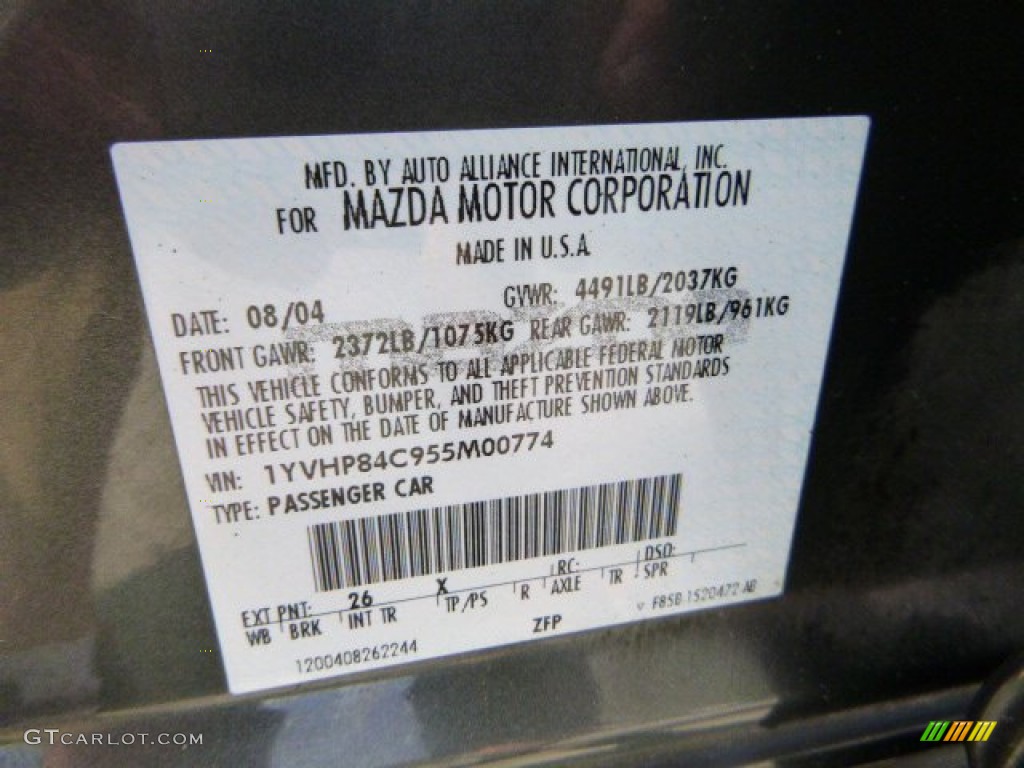 MFD. BY AUTO ALLIANCE INTERNATIONAL, INC.
FOR MAZDA MOTOR CORPORATION
MADE IN U.S.A
DATE: 08/04 GVWR: 4491LB/2037KG
FRONT GAWR: 2372LB/1075KG REAR GAWR: 2119LB/961KG
THIS VEHICLE CONFORMS TO ALL APPLICABLE FEDERAL MOTOR
VEHICLE SAFETY, BUMPER, AND THEFT PREVENTION STANDARDS
IN EFFECT ON THE DATE OF MANUFACTURE SHOWN ABOVE.
VIN: 1YVHP84C955M00774
TYPE: PASSENGER CAR
EXT PNT: 26 X RC: DSO:
WB BRK INT TR TP/PS R AXLE TR SPR
ZFP
V F85B 1520472 AB
1200408262244
GTCARLOT.COM